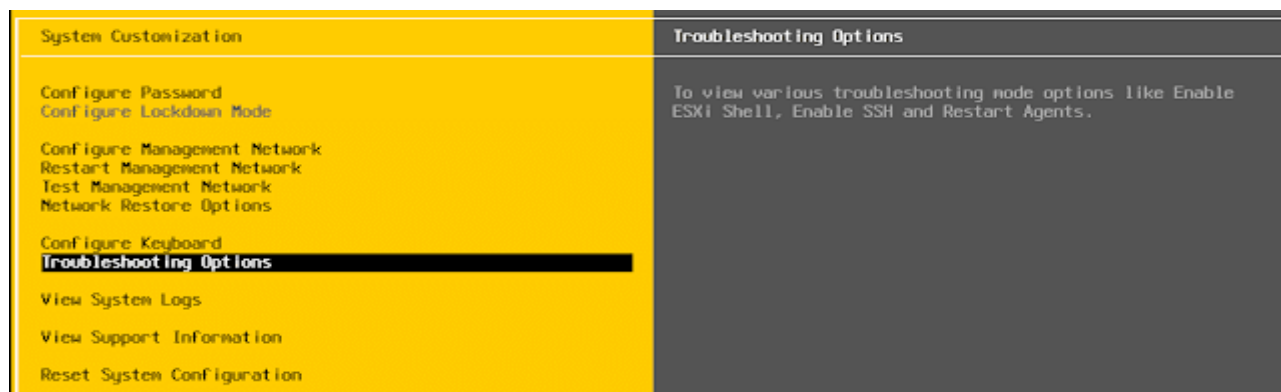 System Customization
Configure Password
Configure Lockdown Mode
Configure Management Network
Restart Management Network
Test Management Network
Network Restore Options
Configure Keyboard
Troubleshooting Options
View System Logs
View Support Information
Reset System Configuration
Troubleshooting Options
To view various troubleshooting mode options like Enable
ESXi Shell, Enable SSH and Restart Agents.